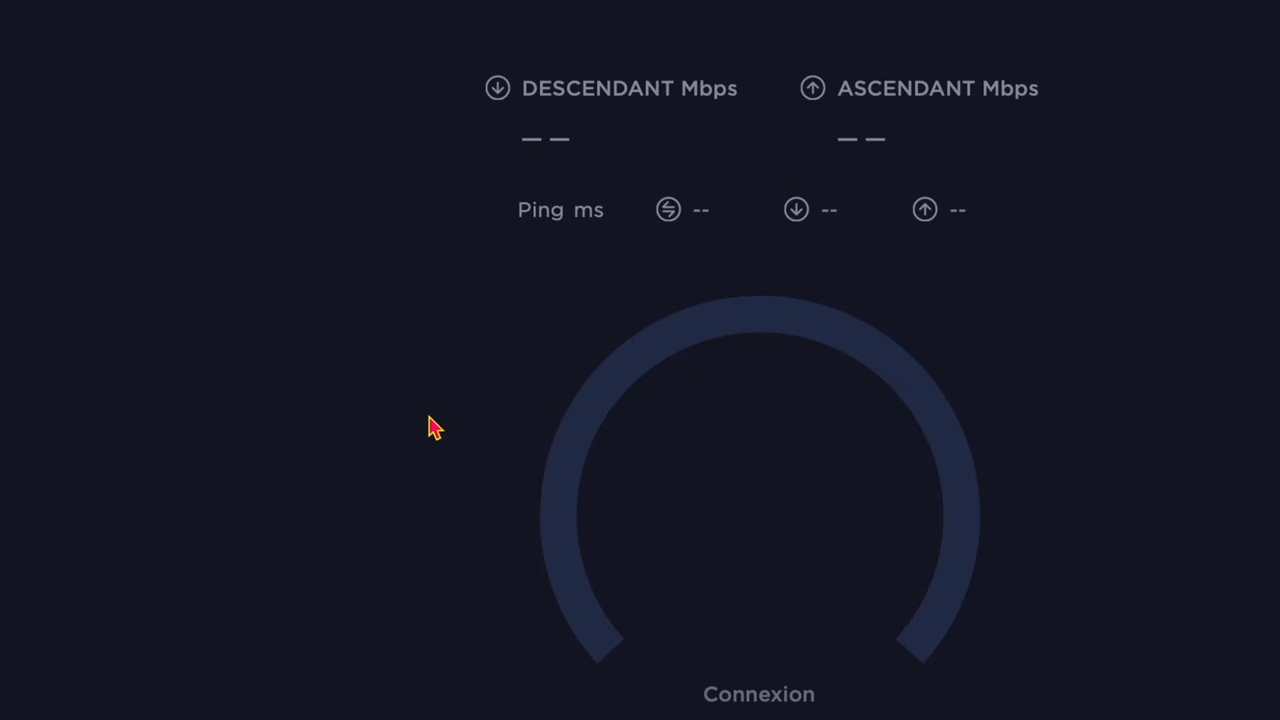 DESCENDANT Mbps ASCENDANT Mbps
— — — —
Ping ms -- -- --
Connexion